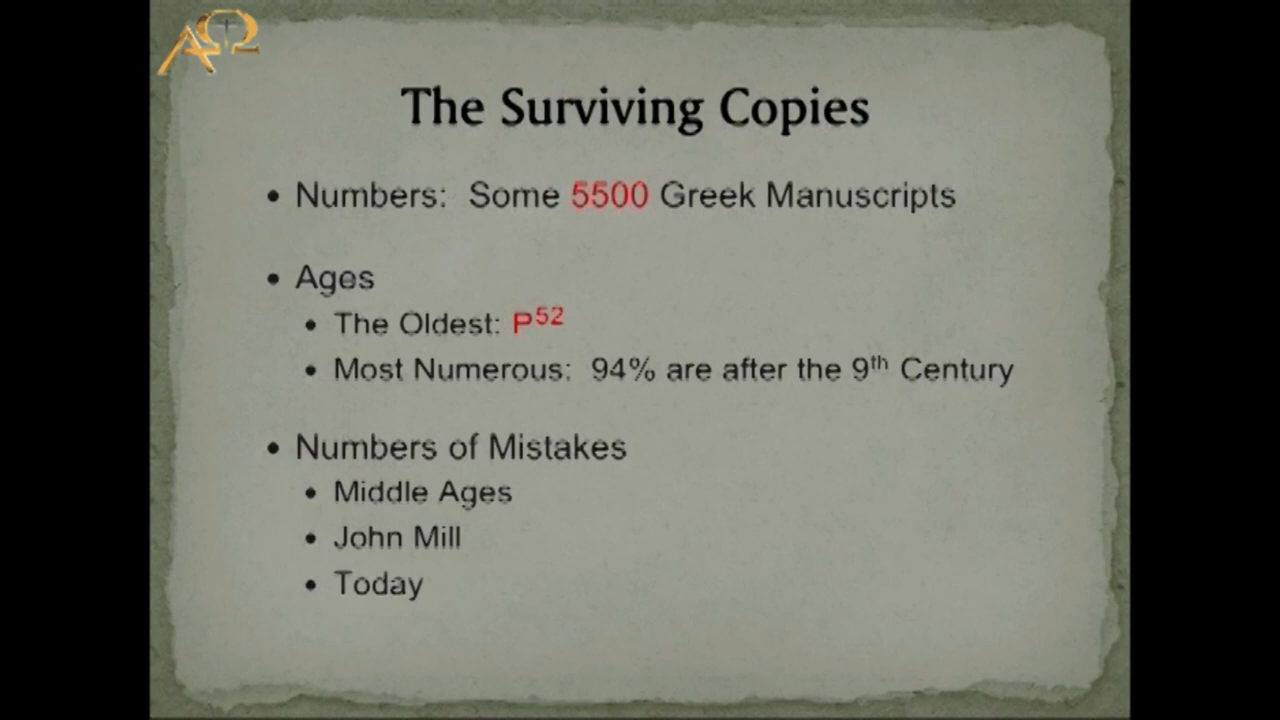 ΑΩ
The Surviving Copies
• Numbers: Some 5500 Greek Manuscripts
• Ages
• The Oldest: P⁵²
• Most Numerous: 94% are after the 9ᵗʰ Century
• Numbers of Mistakes
• Middle Ages
• John Mill
• Today